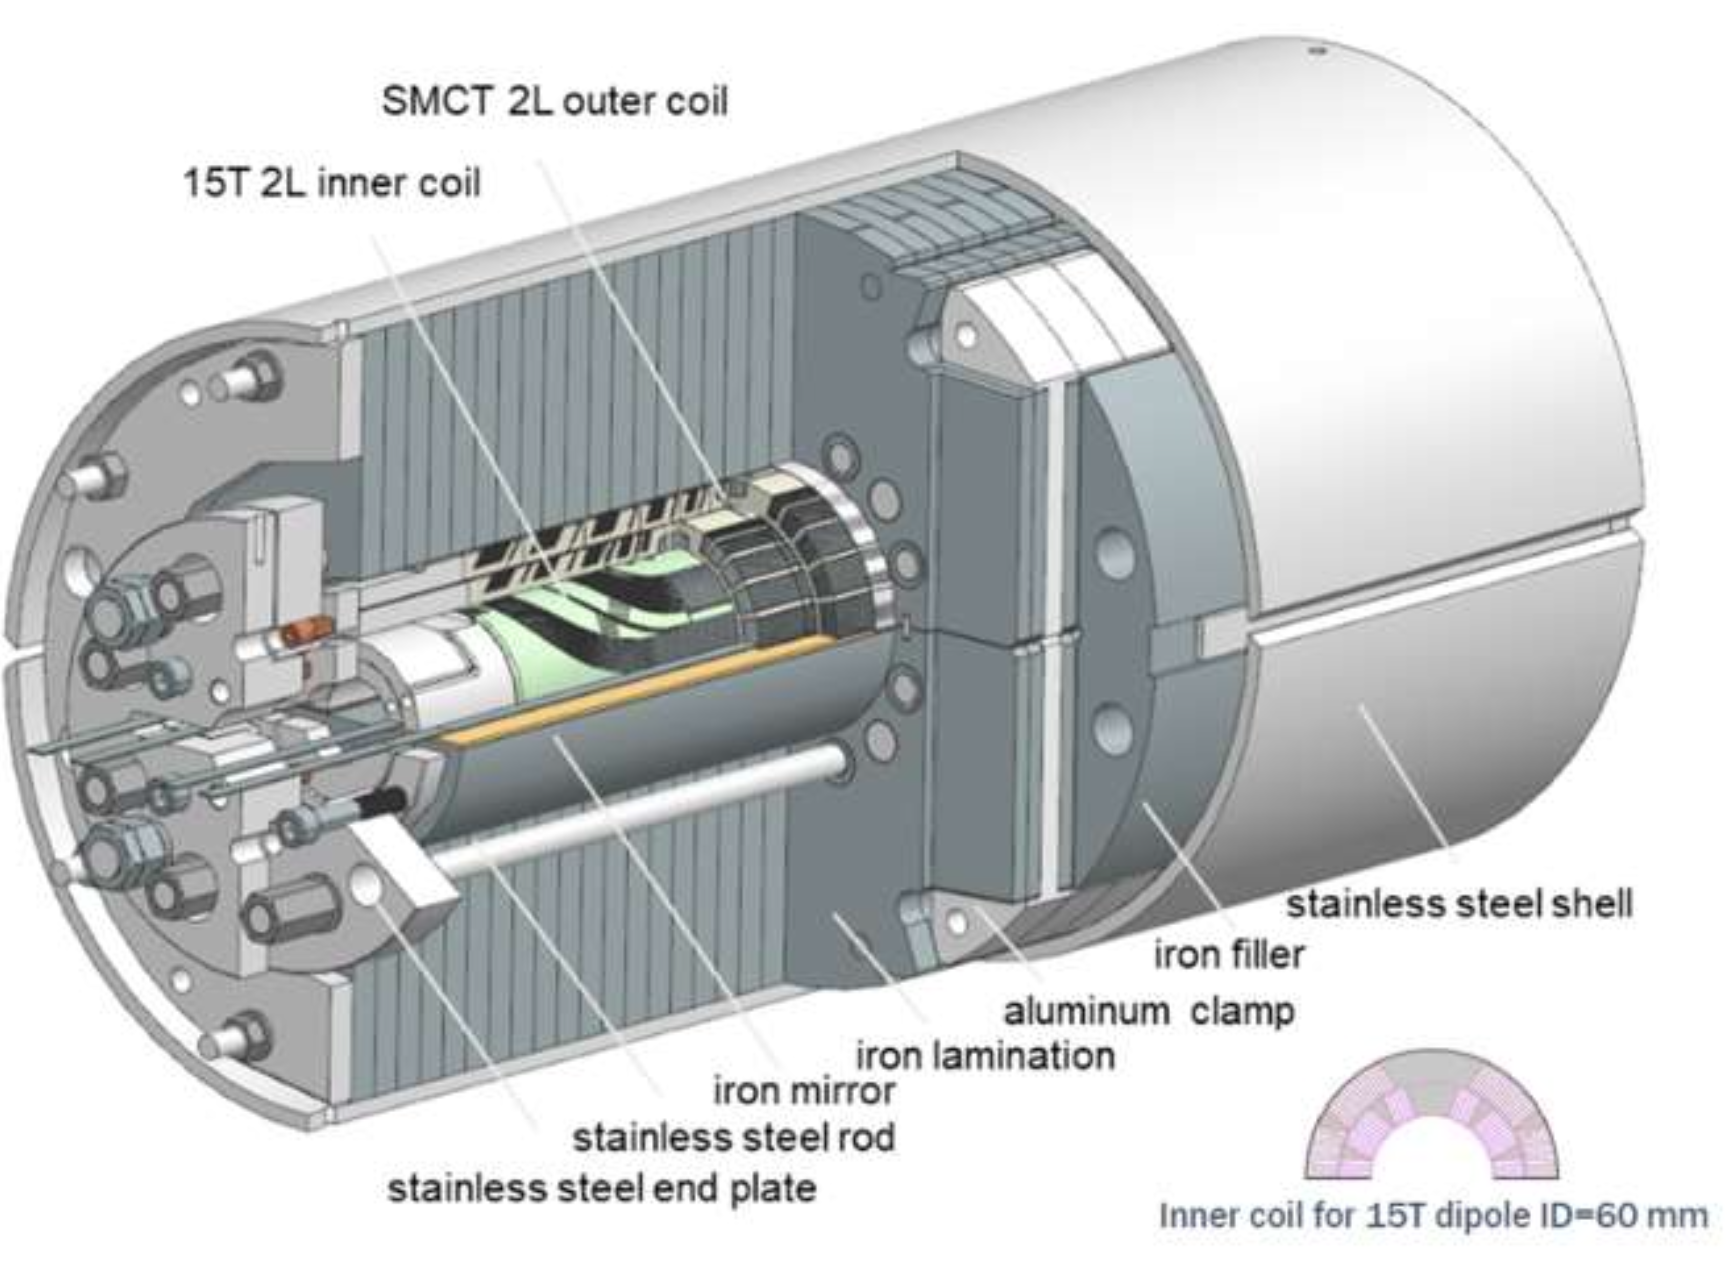 SMCT 2L outer coil
15T 2L inner coil
stainless steel shell
iron filler
aluminum clamp
iron lamination
iron mirror
stainless steel rod
stainless steel end plate
Inner coil for 15T dipole ID=60 mm